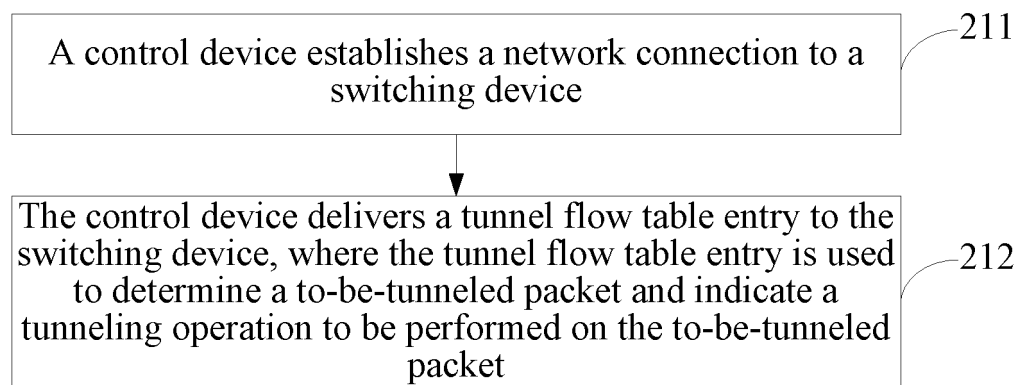 A control device establishes a network connection to a
switching device
211
The control device delivers a tunnel flow table entry to the
switching device, where the tunnel flow table entry is used
to determine a to-be-tunneled packet and indicate a
tunneling operation to be performed on the to-be-tunneled
packet
212